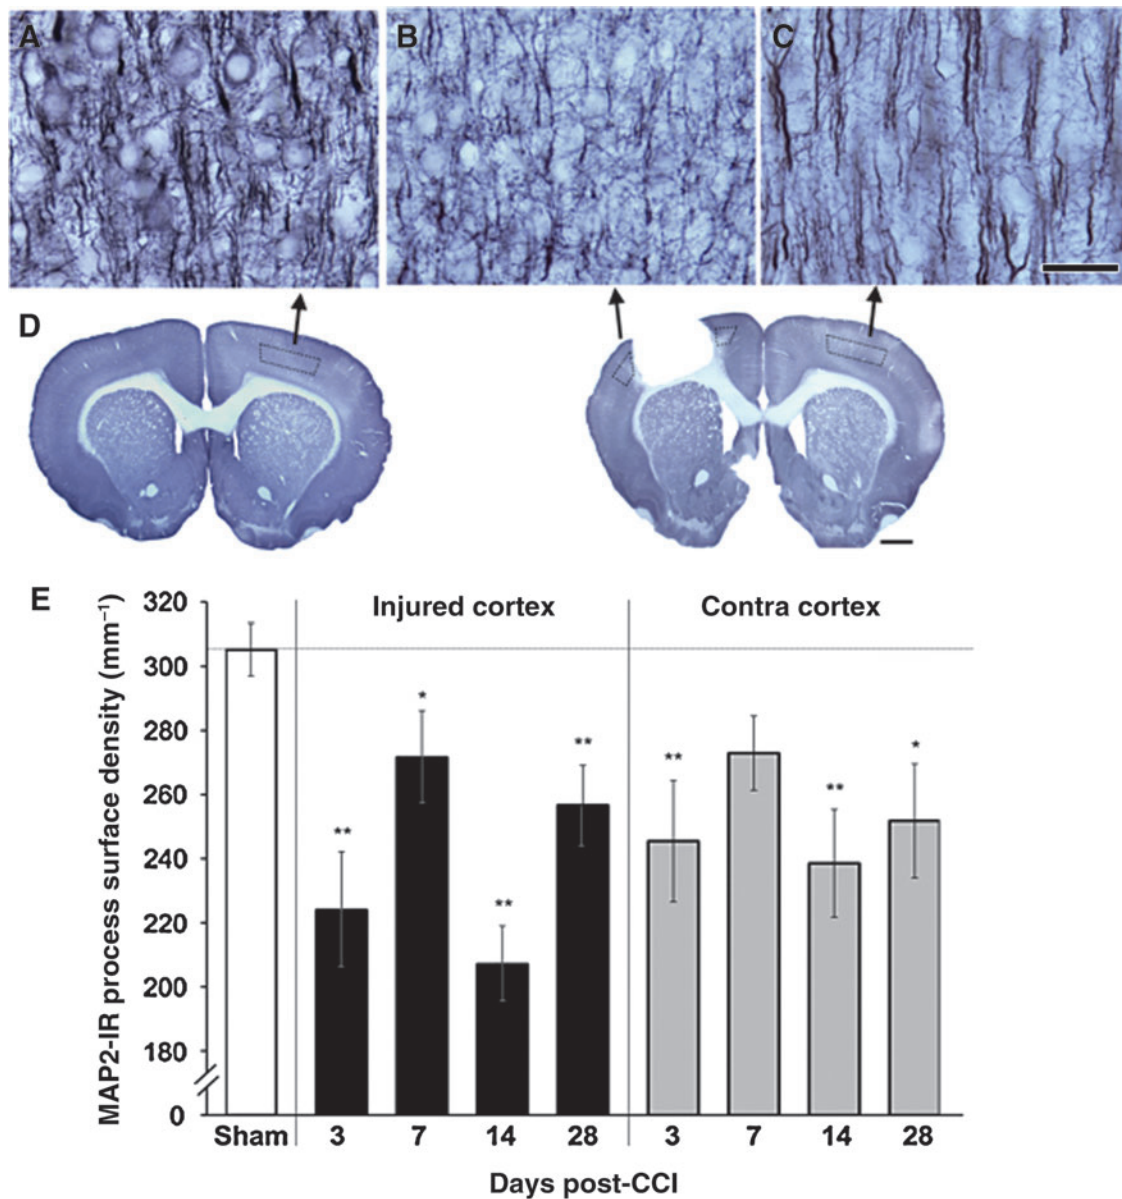 A
B
C
D
E
MAP2-IR process surface density (mm⁻¹)
320
300
280
260
240
220
200
180
0
Injured cortex
Contra cortex
**
*
**
**
**
**
*
Sham
3
7
14
28
3
7
14
28
Days post-CCI